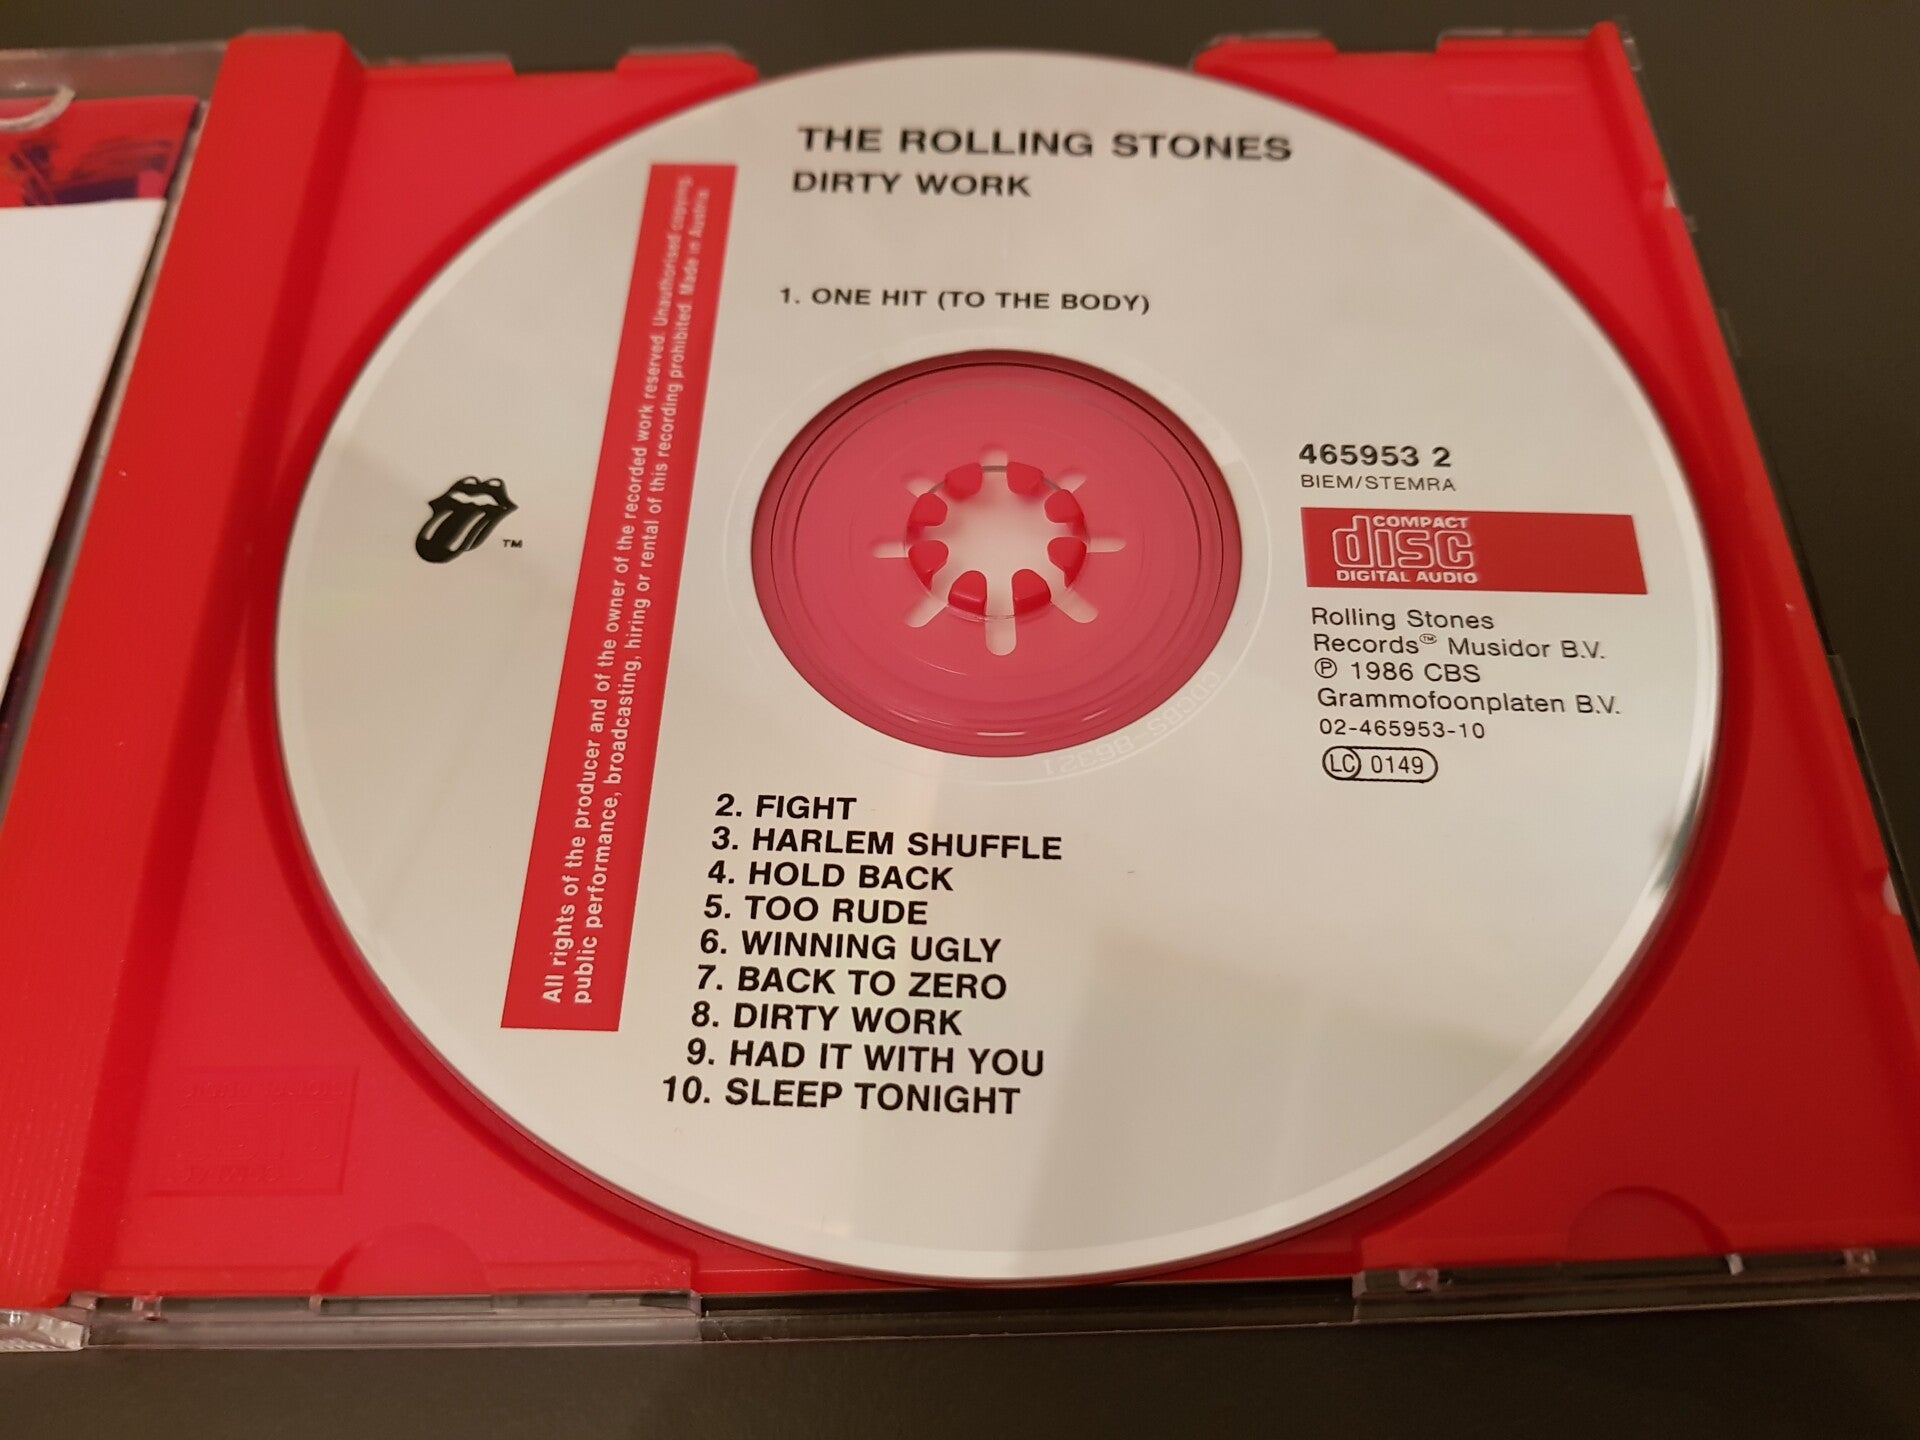 THE ROLLING STONES
DIRTY WORK
1. ONE HIT (TO THE BODY)
All rights of the producer and of the owner of the recorded work reserved. Unauthorised copying,
public performance, broadcasting, hiring or rental of this recording prohibited. Made in Austria
TM
465953 2
BIEM/STEMRA
COMPACT
disc
DIGITAL AUDIO
Rolling Stones
Records™ Musidor B.V.
℗ 1986 CBS
Grammofoonplaten B.V.
02-465953-10
LC 0149
CDCBS-86321
2. FIGHT
3. HARLEM SHUFFLE
4. HOLD BACK
5. TOO RUDE
6. WINNING UGLY
7. BACK TO ZERO
8. DIRTY WORK
9. HAD IT WITH YOU
10. SLEEP TONIGHT